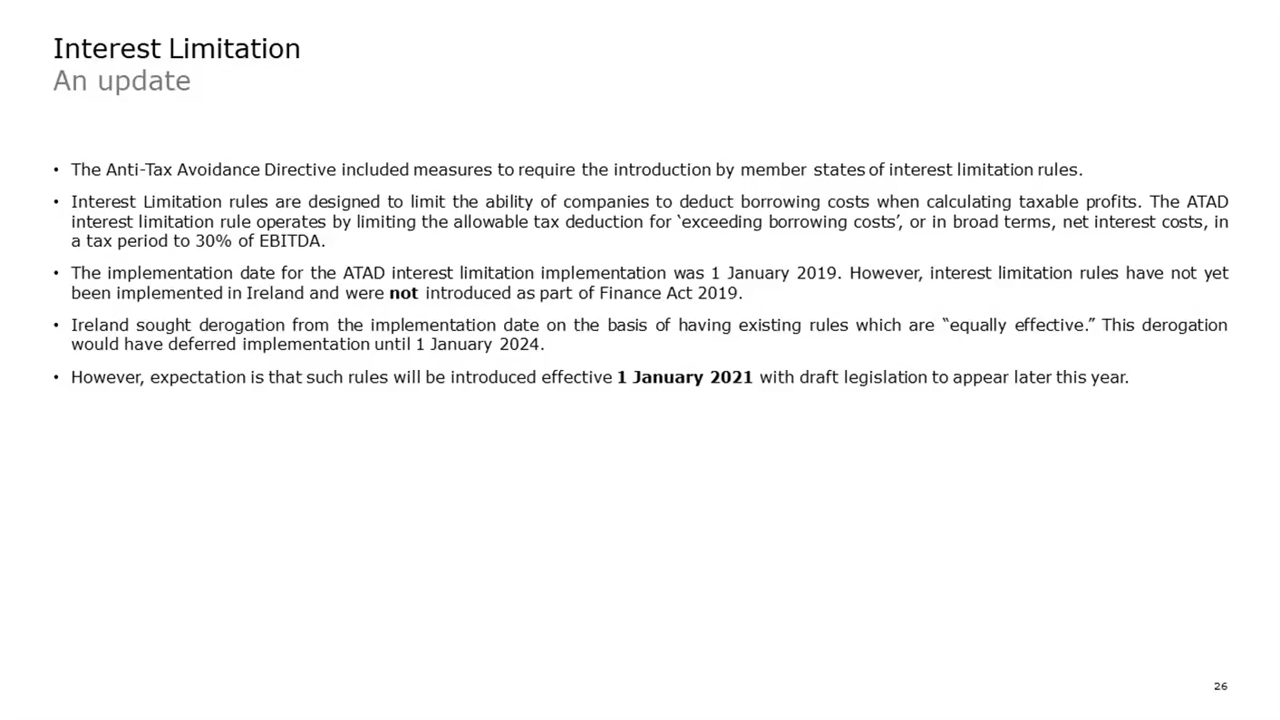 Interest Limitation
An update
• The Anti-Tax Avoidance Directive included measures to require the introduction by member states of interest limitation rules.
• Interest Limitation rules are designed to limit the ability of companies to deduct borrowing costs when calculating taxable profits. The ATAD
interest limitation rule operates by limiting the allowable tax deduction for ‘exceeding borrowing costs’, or in broad terms, net interest costs, in
a tax period to 30% of EBITDA.
• The implementation date for the ATAD interest limitation implementation was 1 January 2019. However, interest limitation rules have not yet
been implemented in Ireland and were not introduced as part of Finance Act 2019.
• Ireland sought derogation from the implementation date on the basis of having existing rules which are “equally effective.” This derogation
would have deferred implementation until 1 January 2024.
• However, expectation is that such rules will be introduced effective 1 January 2021 with draft legislation to appear later this year.
26